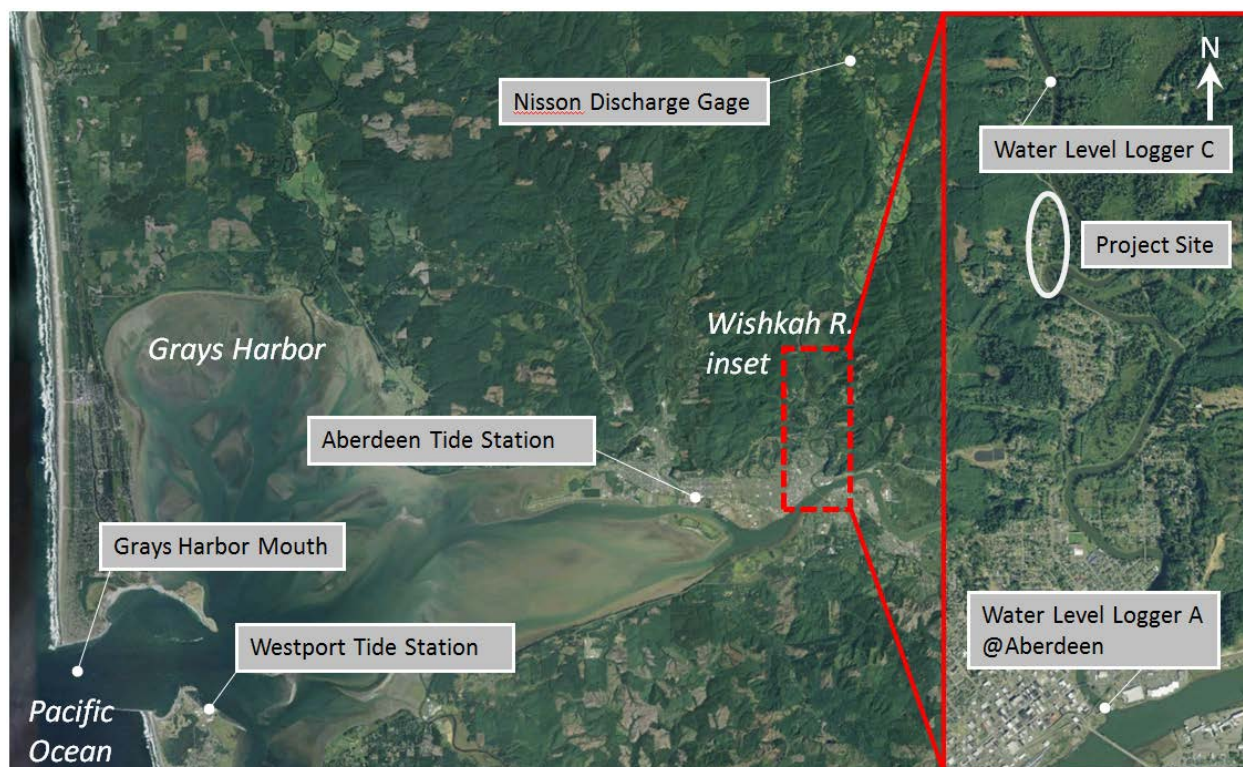 Nisson Discharge Gage
N
Water Level Logger C
Project Site
Wishkah R.
inset
Grays Harbor
Aberdeen Tide Station
Grays Harbor Mouth
Westport Tide Station
Water Level Logger A
@Aberdeen
Pacific
Ocean